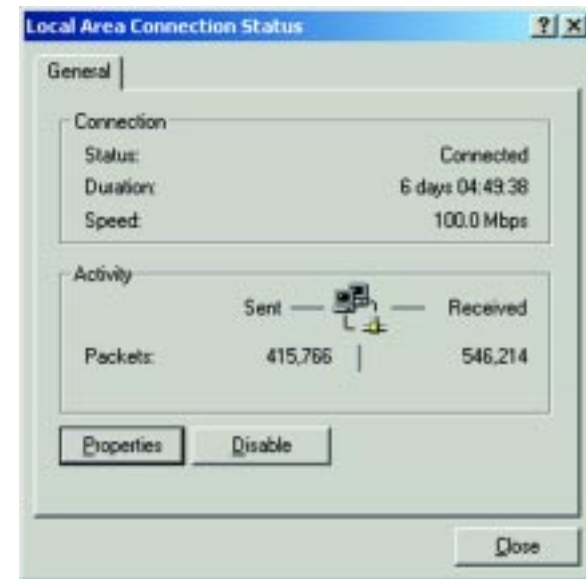 Local Area Connection Status
General
Connection
Status: Connected
Duration: 6 days 04:49:38
Speed: 100.0 Mbps
Activity
Sent Received
Packets: 415,766 546,214
Properties Disable
Close